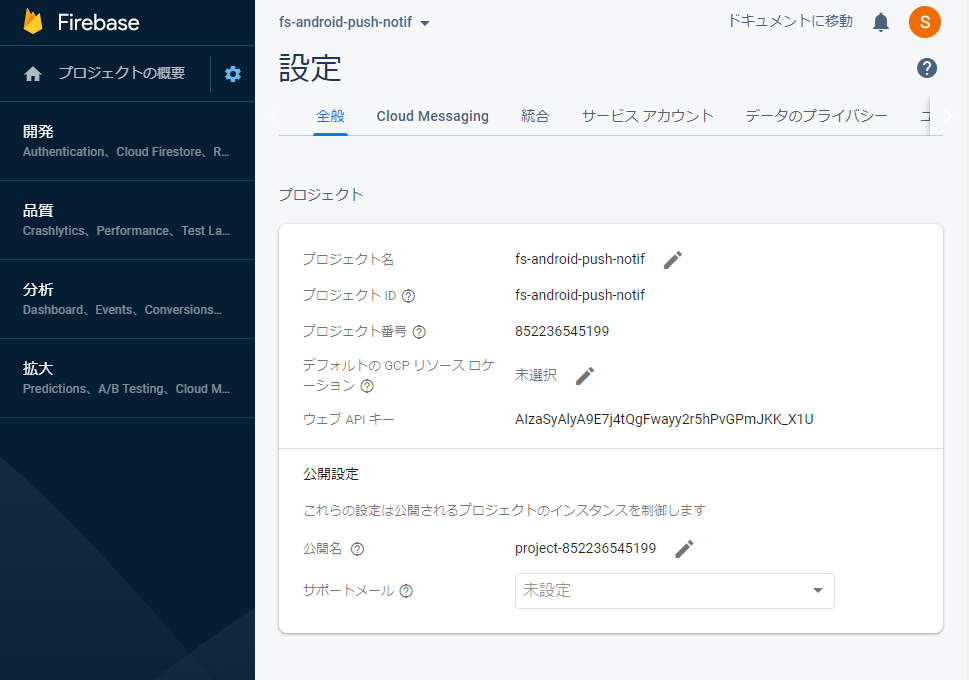 Firebase
プロジェクトの概要
開発
Authentication、Cloud Firestore、R...
品質
Crashlytics、Performance、Test La...
分析
Dashboard、Events、Conversions...
拡大
Predictions、A/B Testing、Cloud M...
fs-android-push-notif
ドキュメントに移動
S
設定
全般 Cloud Messaging 統合 サービス アカウント データのプライバシー ユ
プロジェクト
プロジェクト名 fs-android-push-notif
プロジェクト ID fs-android-push-notif
プロジェクト番号 852236545199
デフォルトの GCP リソース ロケ
ーション 未選択
ウェブ API キー AIzaSyAlyA9E7j4tQgFwayy2r5hPvGPmJKK_X1U
公開設定
これらの設定は公開されるプロジェクトのインスタンスを制御します
公開名 project-852236545199
サポートメール 未設定